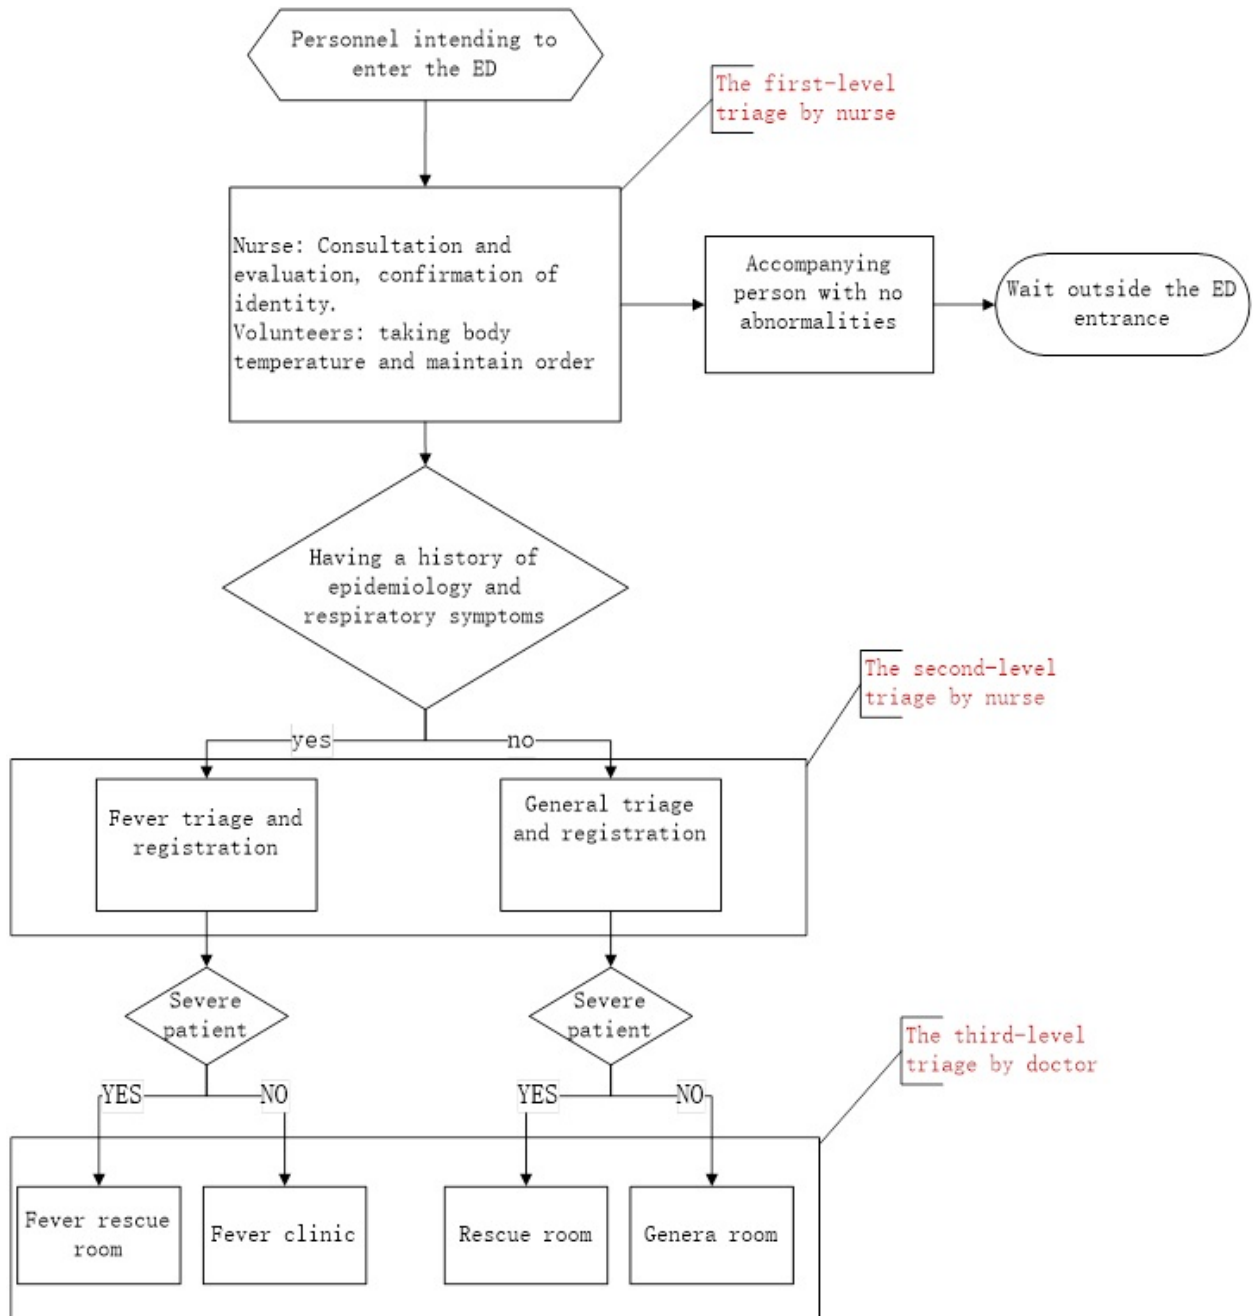 Personnel intending to
enter the ED
The first-level
triage by nurse
Nurse: Consultation and
evaluation, confirmation of
identity.
Volunteers: taking body
temperature and maintain order
Accompanying
person with no
abnormalities
Wait outside the ED
entrance
Having a history of
epidemiology and
respiratory symptoms
The second-level
triage by nurse
yes
no
Fever triage and
registration
General triage
and registration
Severe
patient
Severe
patient
The third-level
triage by doctor
YES
NO
YES
NO
Fever rescue
room
Fever clinic
Rescue room
Genera room